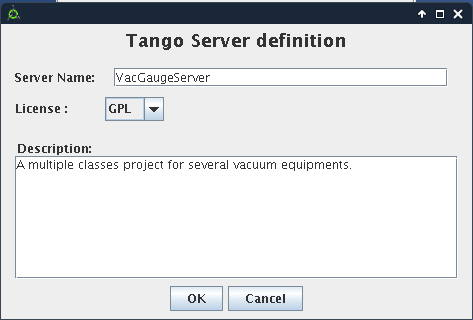 Tango Server definition
Server Name: VacGaugeServer
License : GPL
Description:
A multiple classes project for several vacuum equipments.
OK Cancel